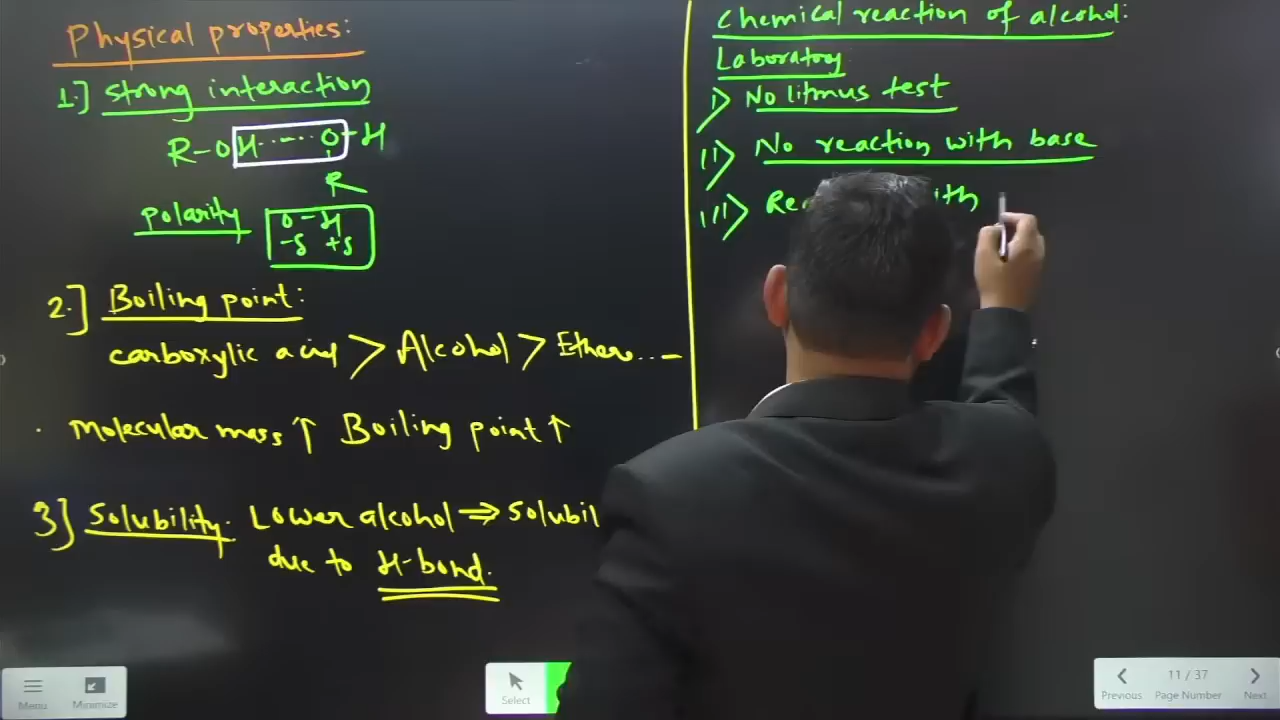 Physical properties:
1.] Strong interaction
R-OH-----O-H
R
polarity
O-H
-δ +δ
2.] Boiling point:
carboxylic acid > Alcohol > Ether...-
. Molecular mass ↑ Boiling point ↑
3] Solubility. Lower alcohol ⇒ Solubil
due to H-bond.
Chemical reaction of alcohol:
Laboratory
I> No litmus test
II> No reaction with base
III>
Menu
Minimize
Select
Previous
11 / 37
Page Number
Next